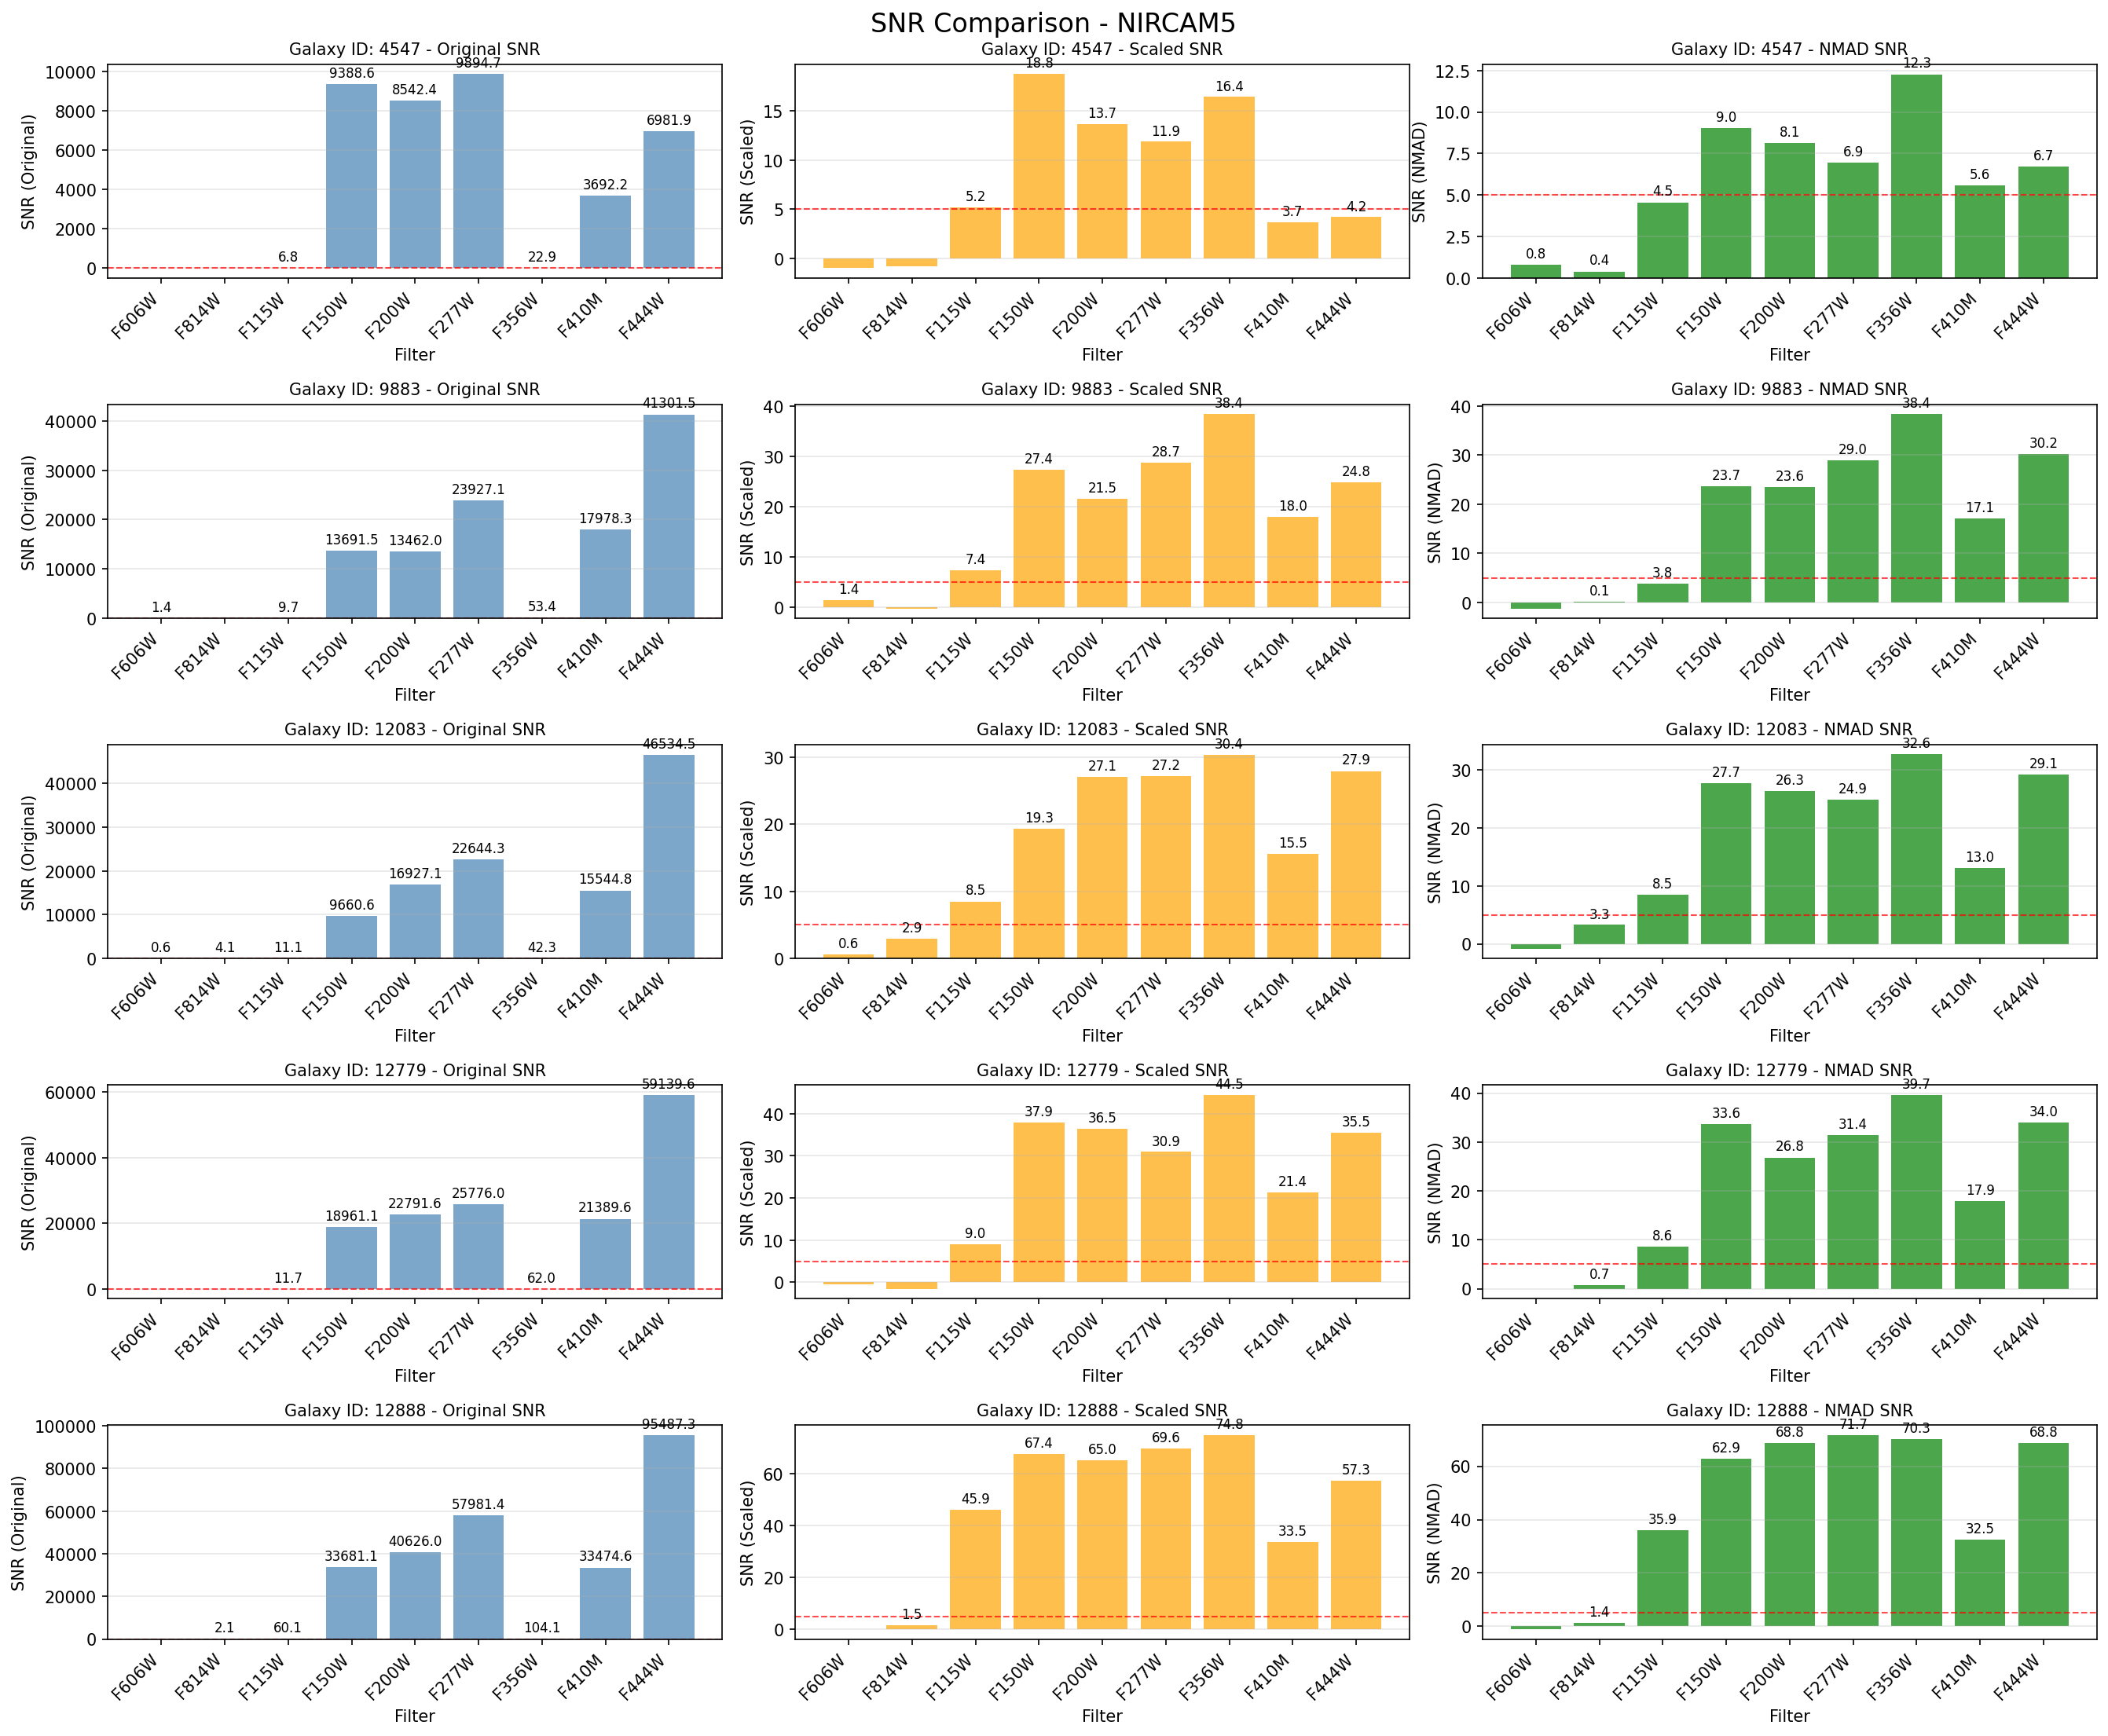 SNR Comparison - NIRCAM5
Galaxy ID: 4547 - Original SNR
SNR (Original)
10000
8000
6000
4000
2000
0
6.8
9388.6
8542.4
9894.7
22.9
3692.2
6981.9
F606W
F814W
F115W
F150W
F200W
F277W
F356W
F410M
F444W
Filter
Galaxy ID: 4547 - Scaled SNR
SNR (Scaled)
15
10
5
0
5.2
18.8
13.7
11.9
16.4
3.7
4.2
F606W
F814W
F115W
F150W
F200W
F277W
F356W
F410M
F444W
Filter
Galaxy ID: 4547 - NMAD SNR
SNR (NMAD)
12.5
10.0
7.5
5.0
2.5
0.0
0.8
0.4
4.5
9.0
8.1
6.9
12.3
5.6
6.7
F606W
F814W
F115W
F150W
F200W
F277W
F356W
F410M
F444W
Filter
Galaxy ID: 9883 - Original SNR
SNR (Original)
40000
30000
20000
10000
0
1.4
9.7
13691.5
13462.0
23927.1
53.4
17978.3
41301.5
F606W
F814W
F115W
F150W
F200W
F277W
F356W
F410M
F444W
Filter
Galaxy ID: 9883 - Scaled SNR
SNR (Scaled)
40
30
20
10
0
1.4
7.4
27.4
21.5
28.7
38.4
18.0
24.8
F606W
F814W
F115W
F150W
F200W
F277W
F356W
F410M
F444W
Filter
Galaxy ID: 9883 - NMAD SNR
SNR (NMAD)
40
30
20
10
0
0.1
3.8
23.7
23.6
29.0
38.4
17.1
30.2
F606W
F814W
F115W
F150W
F200W
F277W
F356W
F410M
F444W
Filter
Galaxy ID: 12083 - Original SNR
SNR (Original)
40000
30000
20000
10000
0
0.6
4.1
11.1
9660.6
16927.1
22644.3
42.3
15544.8
46534.5
F606W
F814W
F115W
F150W
F200W
F277W
F356W
F410M
F444W
Filter
Galaxy ID: 12083 - Scaled SNR
SNR (Scaled)
30
20
10
0
0.6
2.9
8.5
19.3
27.1
27.2
30.4
15.5
27.9
F606W
F814W
F115W
F150W
F200W
F277W
F356W
F410M
F444W
Filter
Galaxy ID: 12083 - NMAD SNR
SNR (NMAD)
30
20
10
0
3.3
8.5
27.7
26.3
24.9
32.6
13.0
29.1
F606W
F814W
F115W
F150W
F200W
F277W
F356W
F410M
F444W
Filter
Galaxy ID: 12779 - Original SNR
SNR (Original)
60000
40000
20000
0
11.7
18961.1
22791.6
25776.0
62.0
21389.6
59139.6
F606W
F814W
F115W
F150W
F200W
F277W
F356W
F410M
F444W
Filter
Galaxy ID: 12779 - Scaled SNR
SNR (Scaled)
40
30
20
10
0
9.0
37.9
36.5
30.9
44.5
21.4
35.5
F606W
F814W
F115W
F150W
F200W
F277W
F356W
F410M
F444W
Filter
Galaxy ID: 12779 - NMAD SNR
SNR (NMAD)
40
30
20
10
0
0.7
8.6
33.6
26.8
31.4
39.7
17.9
34.0
F606W
F814W
F115W
F150W
F200W
F277W
F356W
F410M
F444W
Filter
Galaxy ID: 12888 - Original SNR
SNR (Original)
100000
80000
60000
40000
20000
0
2.1
60.1
33681.1
40626.0
57981.4
104.1
33474.6
95487.3
F606W
F814W
F115W
F150W
F200W
F277W
F356W
F410M
F444W
Filter
Galaxy ID: 12888 - Scaled SNR
SNR (Scaled)
60
40
20
0
1.5
45.9
67.4
65.0
69.6
74.8
33.5
57.3
F606W
F814W
F115W
F150W
F200W
F277W
F356W
F410M
F444W
Filter
Galaxy ID: 12888 - NMAD SNR
SNR (NMAD)
60
40
20
0
1.4
35.9
62.9
68.8
71.7
70.3
32.5
68.8
F606W
F814W
F115W
F150W
F200W
F277W
F356W
F410M
F444W
Filter